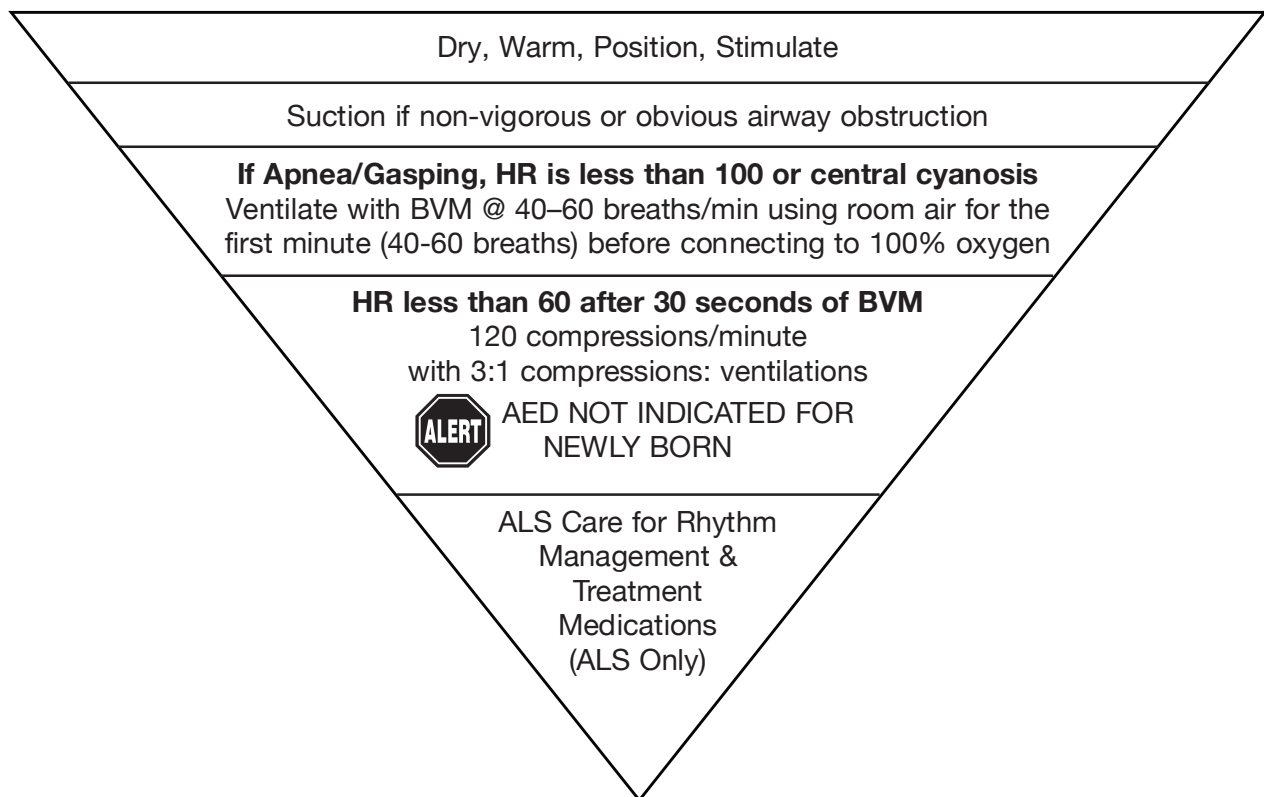 Dry, Warm, Position, Stimulate
Suction if non-vigorous or obvious airway obstruction
If Apnea/Gasping, HR is less than 100 or central cyanosis
Ventilate with BVM @ 40–60 breaths/min using room air for the
first minute (40-60 breaths) before connecting to 100% oxygen
HR less than 60 after 30 seconds of BVM
120 compressions/minute
with 3:1 compressions: ventilations
ALERT
AED NOT INDICATED FOR
NEWLY BORN
ALS Care for Rhythm
Management &
Treatment
Medications
(ALS Only)